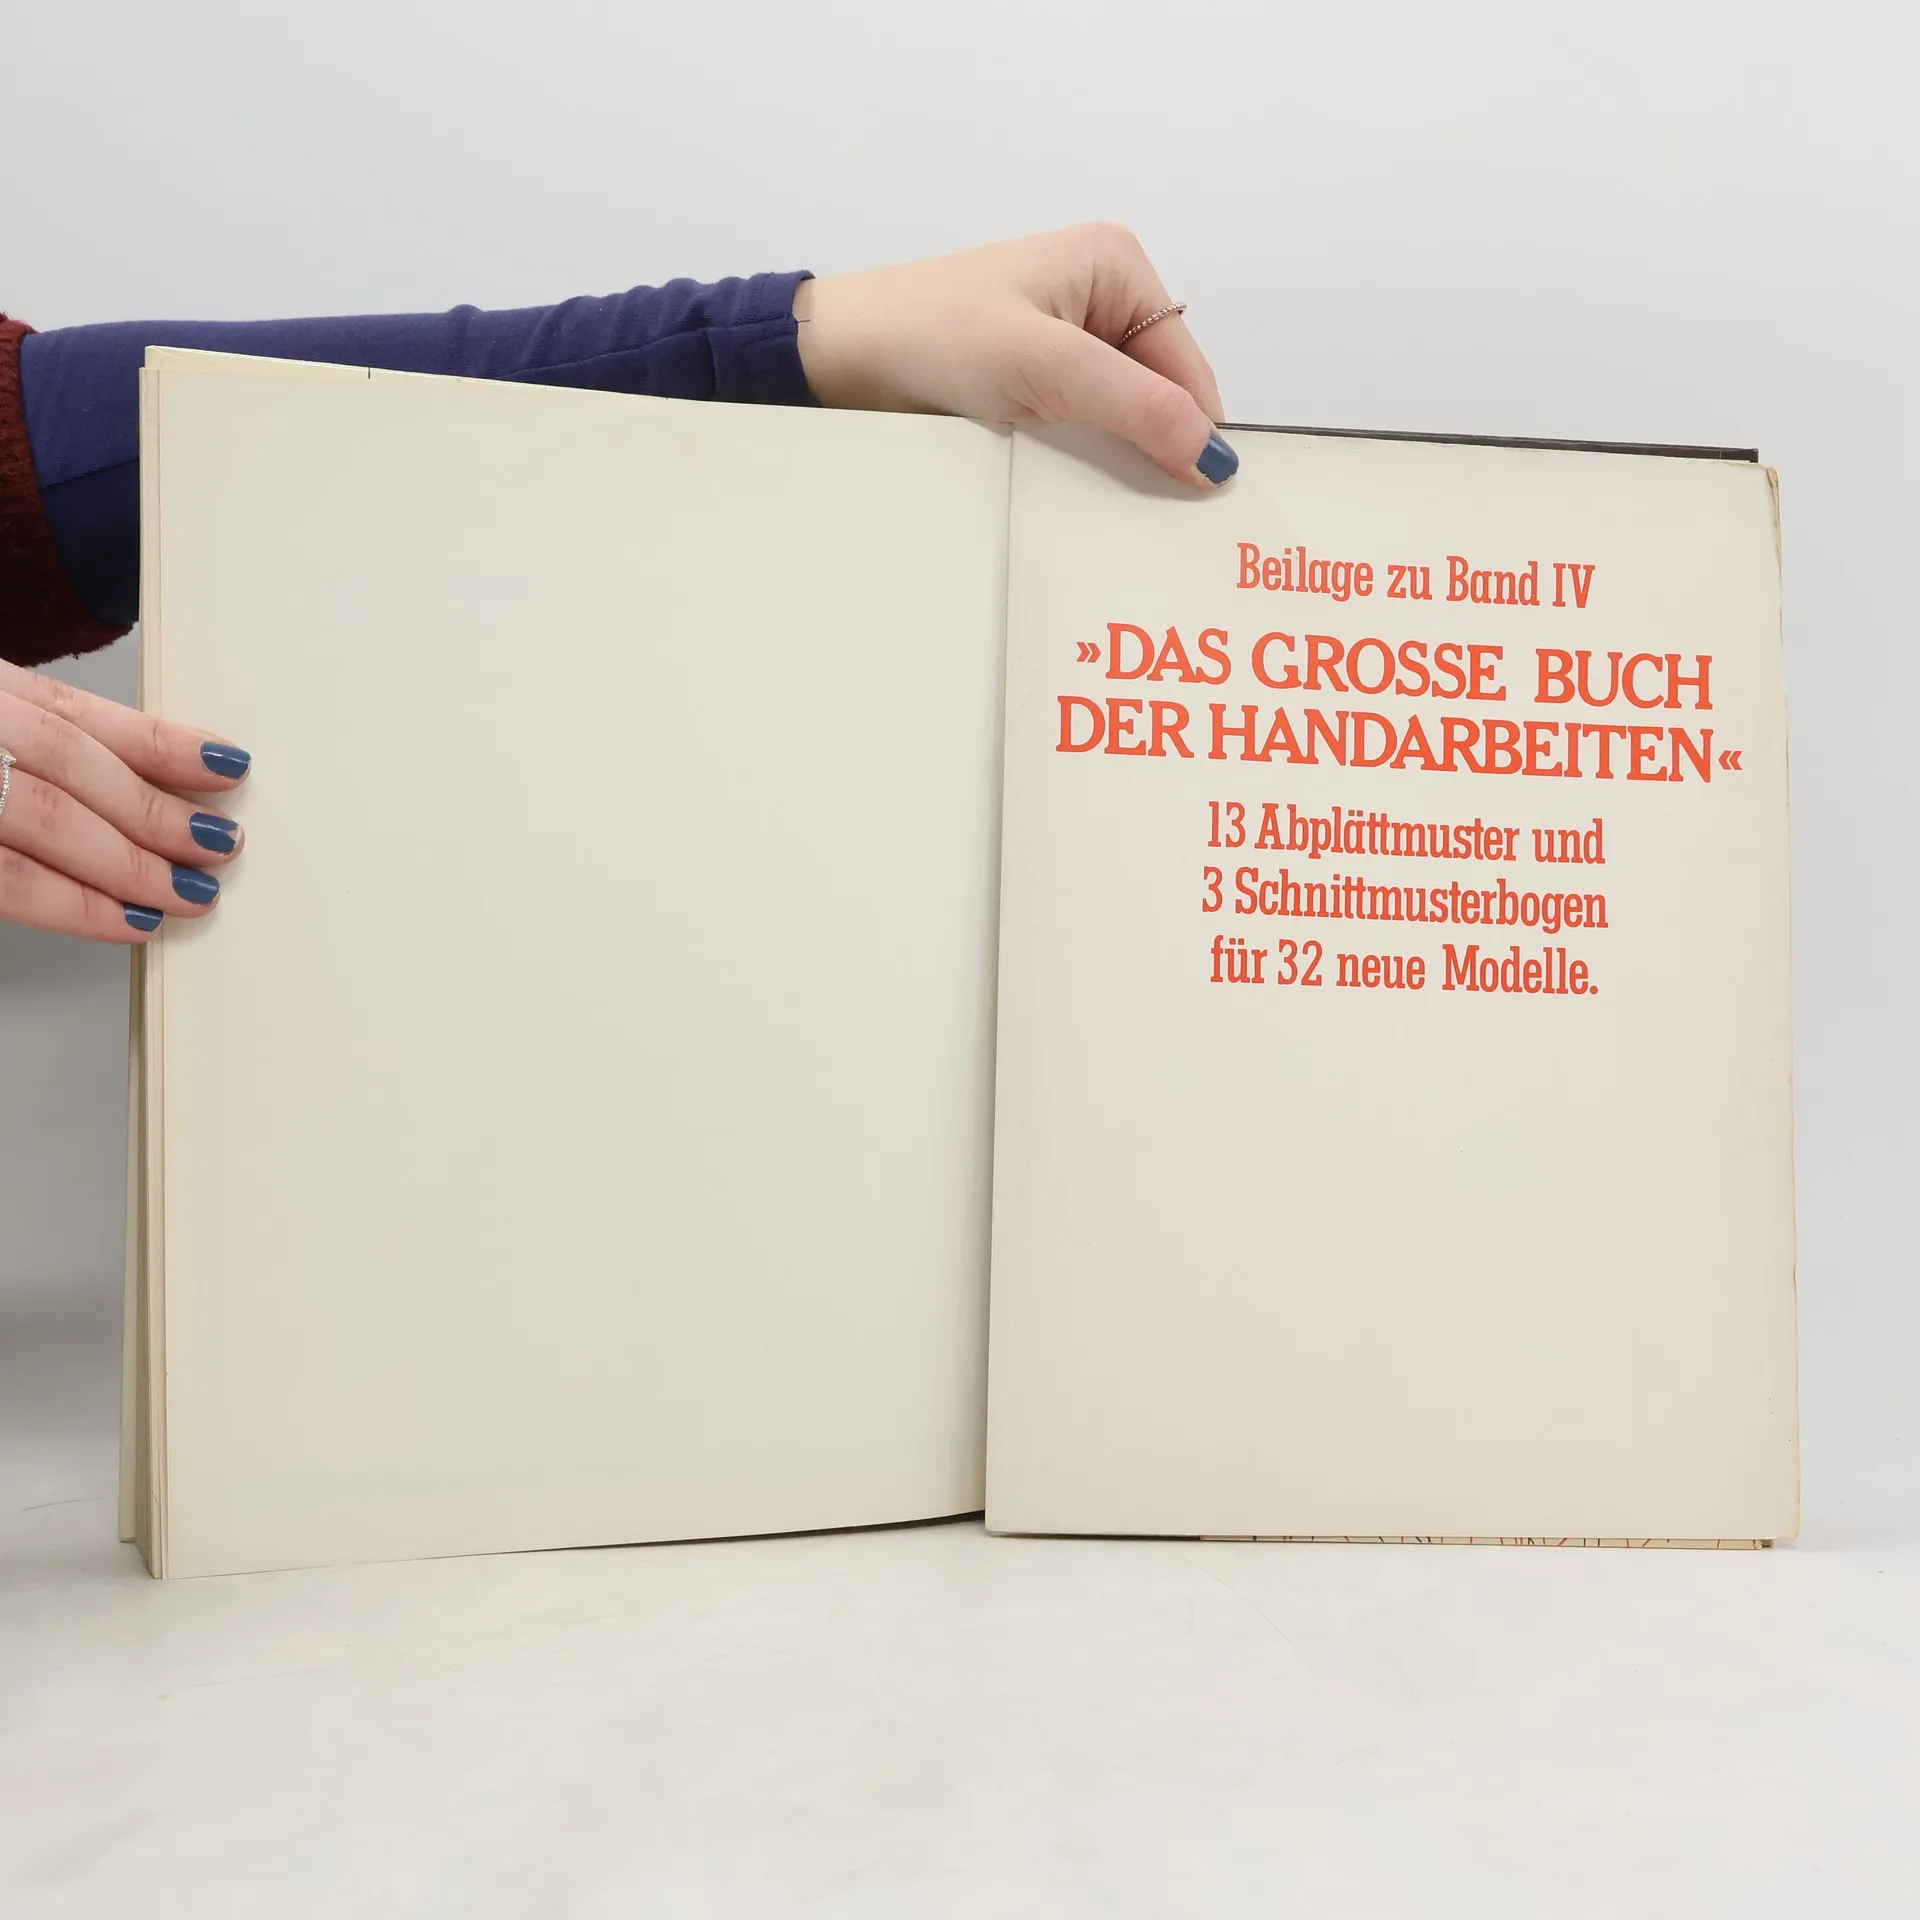 Beilage zu Band IV
»DAS GROSSE BUCH
DER HANDARBEITEN«
13 Abplättmuster und
3 Schnittmusterbogen
für 32 neue Modelle.